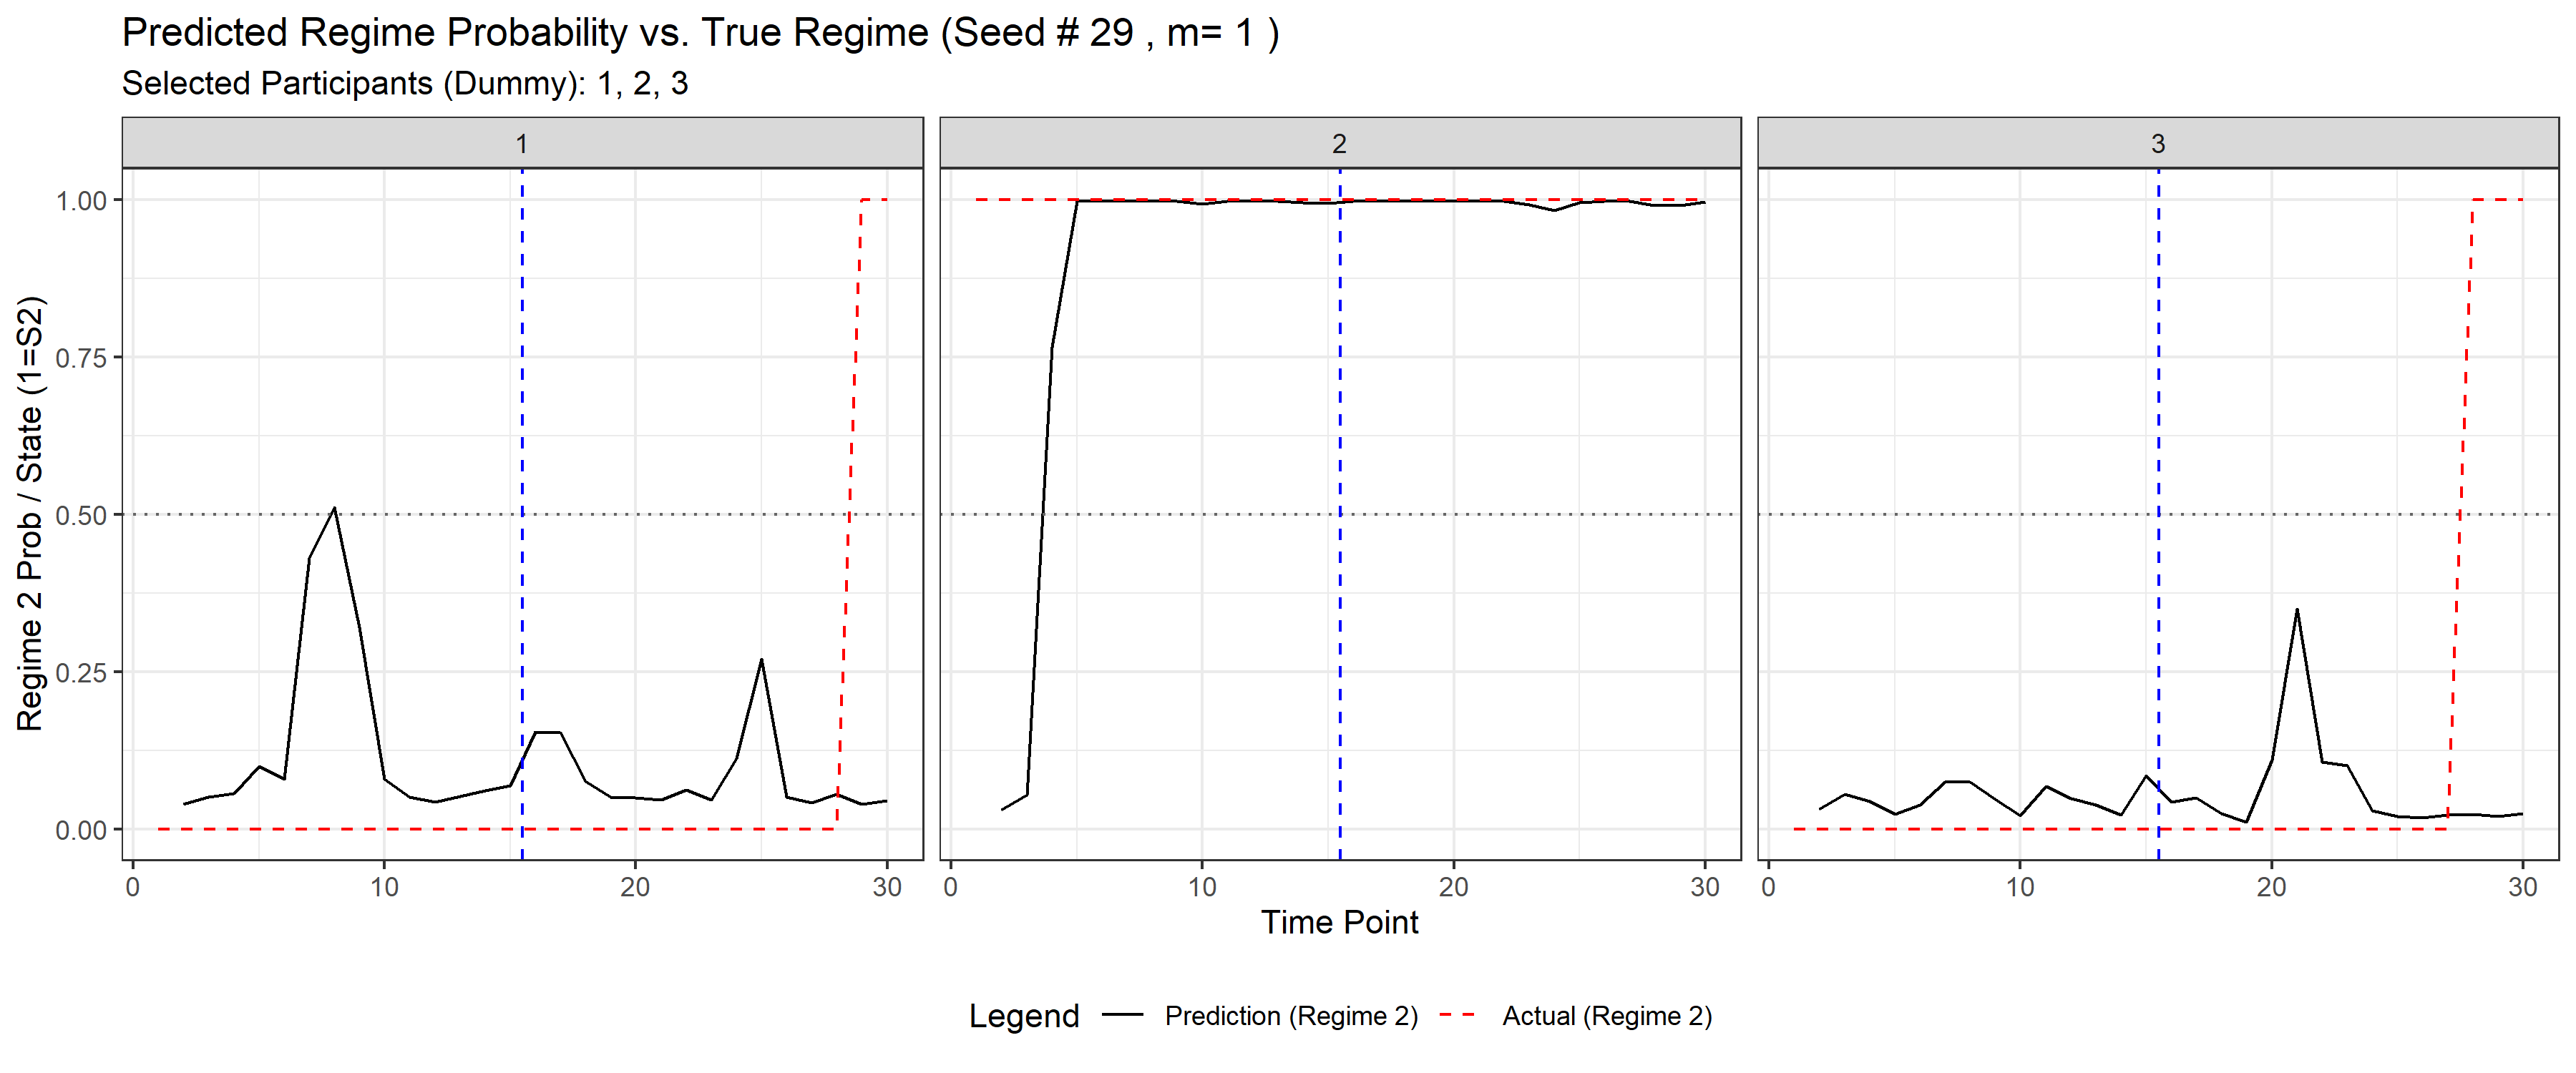 Predicted Regime Probability vs. True Regime (Seed # 29 , m= 1 )
Selected Participants (Dummy): 1, 2, 3
1 2 3
Regime 2 Prob / State (1=S2)
1.00
0.75
0.50
0.25
0.00
0 10 20 30 0 10 20 30 0 10 20 30
Time Point
Legend Prediction (Regime 2) Actual (Regime 2)